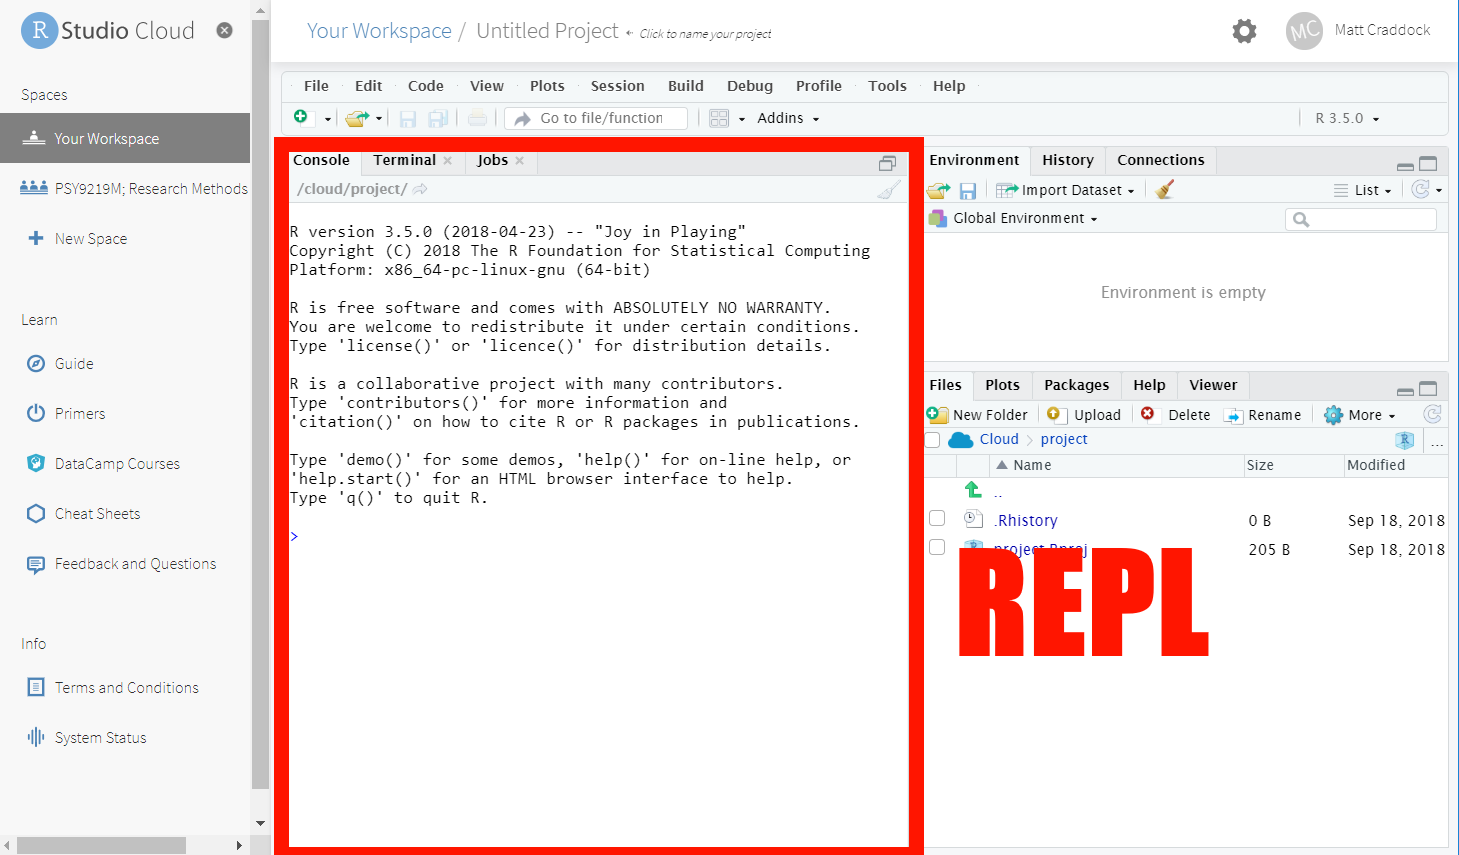 R Studio Cloud
Spaces
Your Workspace
PSY9219M; Research Methods
New Space
Learn
Guide
Primers
DataCamp Courses
Cheat Sheets
Feedback and Questions
Info
Terms and Conditions
System Status
Your Workspace / Untitled Project Click to name your project
MC Matt Craddock
File Edit Code View Plots Session Build Debug Profile Tools Help
Go to file/function Addins R 3.5.0
Console Terminal Jobs
/cloud/project/
R version 3.5.0 (2018-04-23) -- "Joy in Playing"
Copyright (C) 2018 The R Foundation for Statistical Computing
Platform: x86_64-pc-linux-gnu (64-bit)
R is free software and comes with ABSOLUTELY NO WARRANTY.
You are welcome to redistribute it under certain conditions.
Type 'license()' or 'licence()' for distribution details.
R is a collaborative project with many contributors.
Type 'contributors()' for more information and
'citation()' on how to cite R or R packages in publications.
Type 'demo()' for some demos, 'help()' for on-line help, or
'help.start()' for an HTML browser interface to help.
Type 'q()' to quit R.
>
Environment History Connections
Import Dataset List
Global Environment
Environment is empty
Files Plots Packages Help Viewer
New Folder Upload Delete Rename More
Cloud project R ...
Name Size Modified
..
.Rhistory 0 B Sep 18, 2018
project.Rproj 205 B Sep 18, 2018
REPL